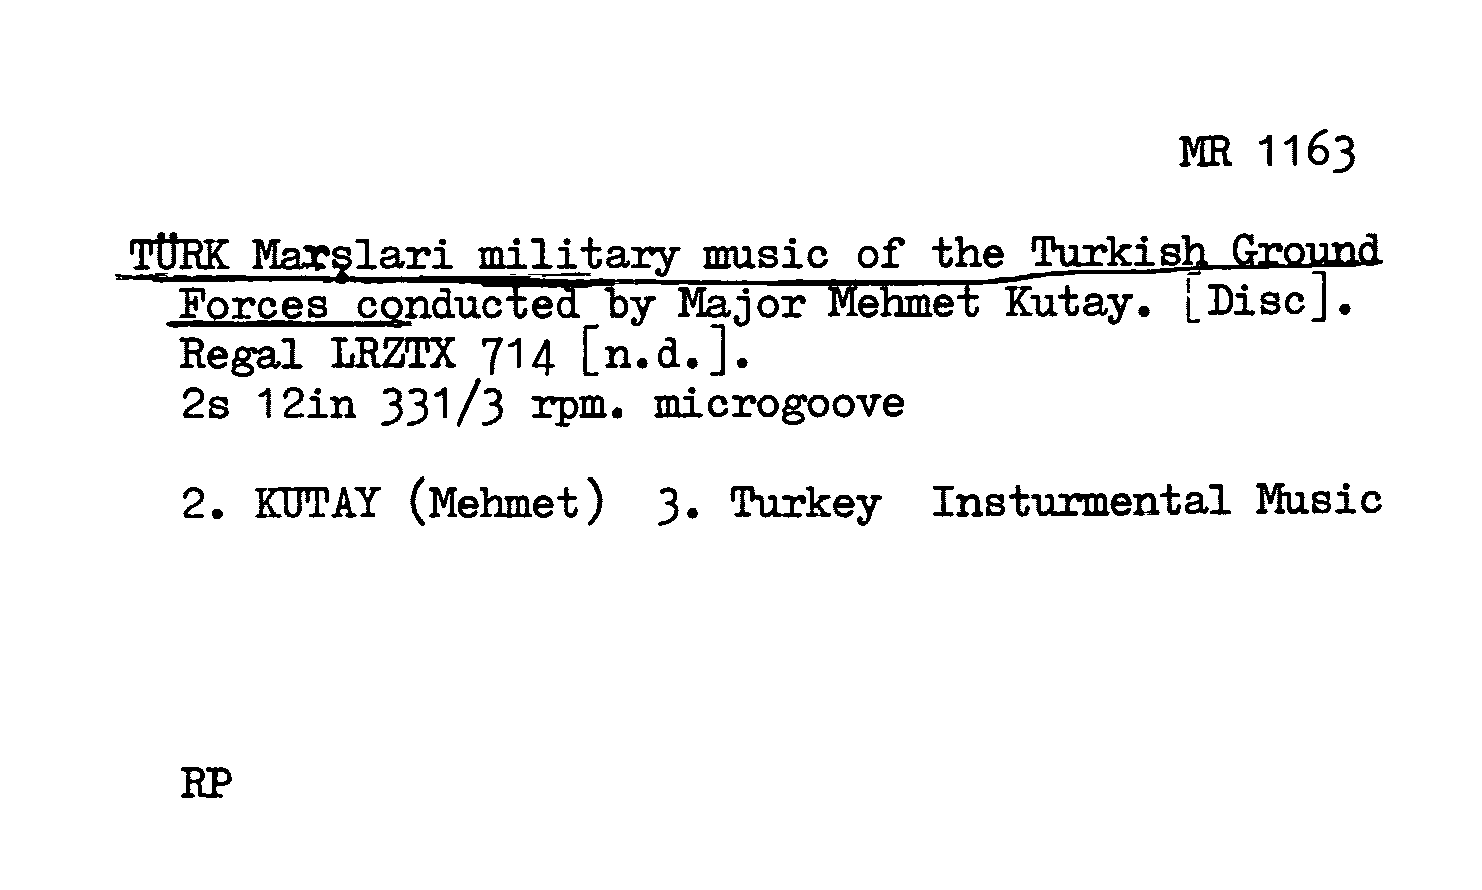 MR 1163
TÜRK Marşlari military music of the Turkish Ground
Forces conducted by Major Mehmet Kutay. [Disc].
Regal LRZTX 714 [n.d.].
2s 12in 331/3 rpm. microgoove
2. KUTAY (Mehmet) 3. Turkey Insturmental Music
RP